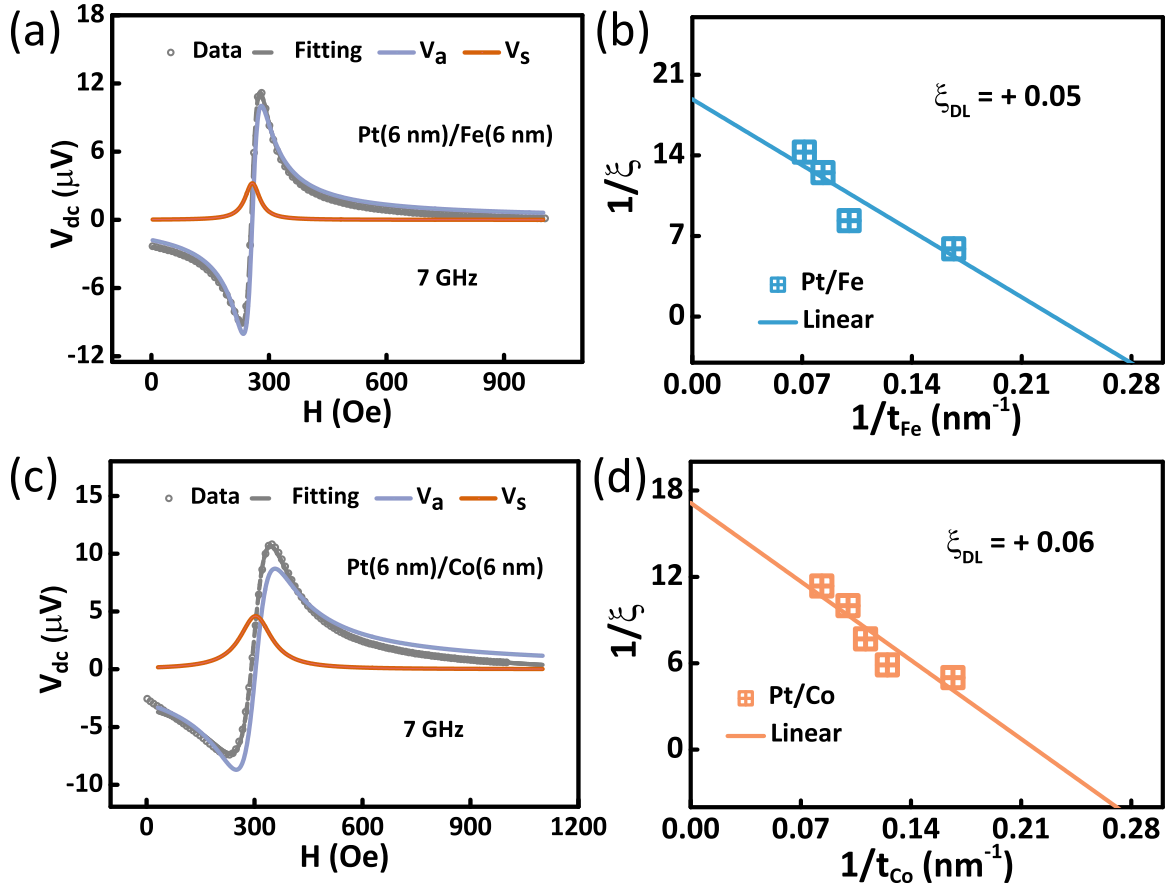 (a)
18
12
6
0
-6
-12
V_dc (μV)
Data Fitting V_a V_s
Pt(6 nm)/Fe(6 nm)
7 GHz
0 300 600 900
H (Oe)
(b)
21
14
7
0
1/ξ
ξ_DL = + 0.05
Pt/Fe
Linear
0.00 0.07 0.14 0.21 0.28
1/t_Fe (nm⁻¹)
(c)
15
10
5
0
-5
-10
V_dc (μV)
Data Fitting V_a V_s
Pt(6 nm)/Co(6 nm)
7 GHz
0 300 600 900 1200
H (Oe)
(d)
18
12
6
0
1/ξ
ξ_DL = + 0.06
Pt/Co
Linear
0.00 0.07 0.14 0.21 0.28
1/t_Co (nm⁻¹)